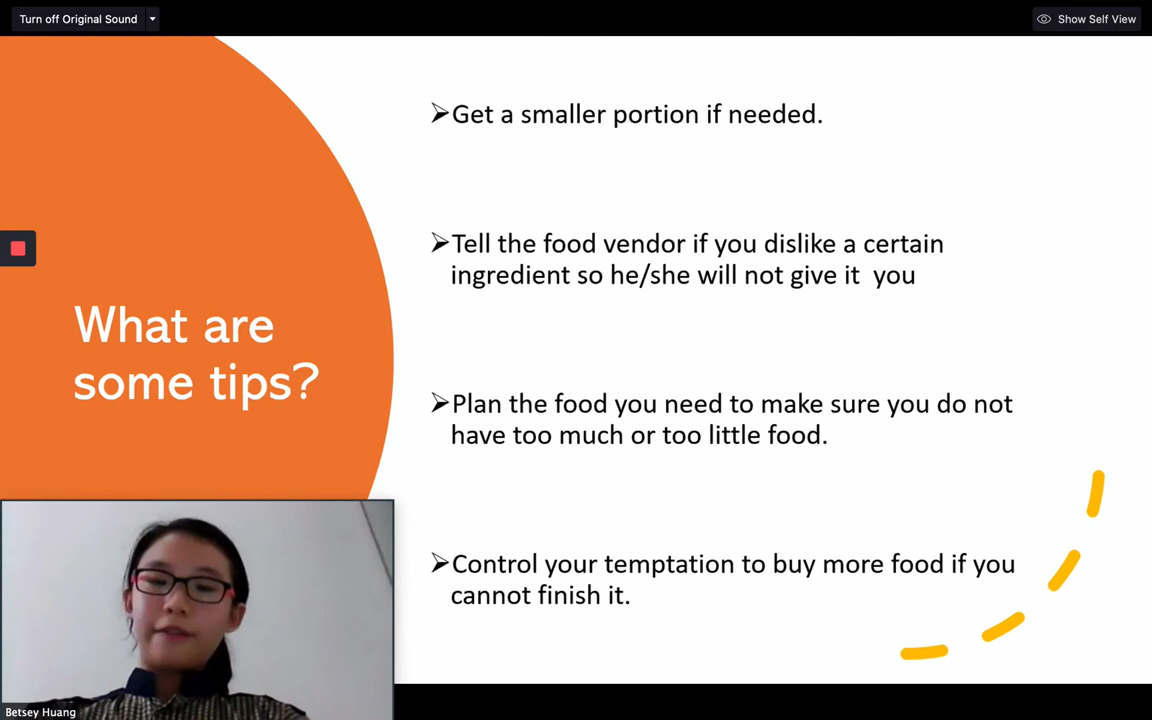 Turn off Original Sound
Show Self View
What are
some tips?
➢Get a smaller portion if needed.
➢Tell the food vendor if you dislike a certain
ingredient so he/she will not give it  you
➢Plan the food you need to make sure you do not
have too much or too little food.
➢Control your temptation to buy more food if you
cannot finish it.
Betsey Huang